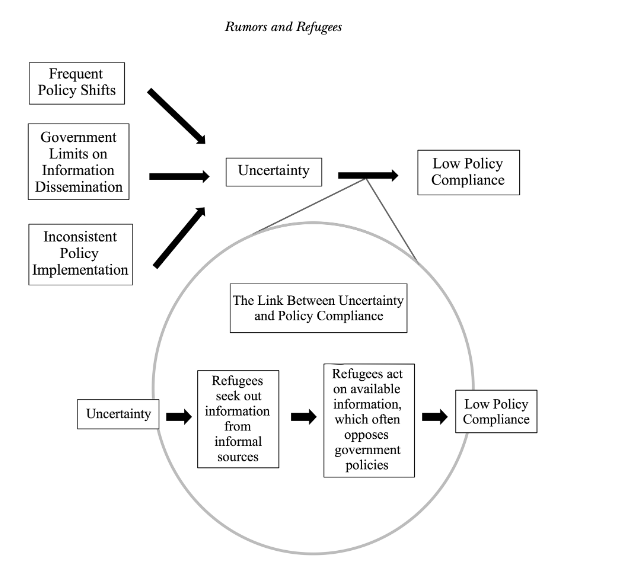 Rumors and Refugees
Frequent
Policy Shifts
Government
Limits on
Information
Dissemination
Inconsistent
Policy
Implementation
Uncertainty
Low Policy
Compliance
The Link Between Uncertainty
and Policy Compliance
Uncertainty
Refugees
seek out
information
from
informal
sources
Refugees act
on available
information,
which often
opposes
government
policies
Low Policy
Compliance